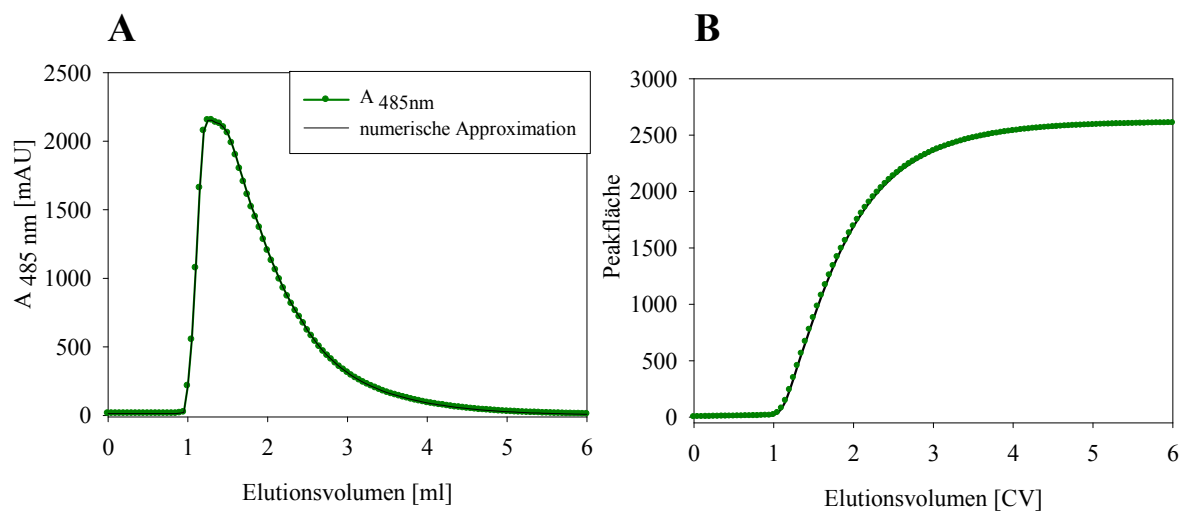 A
2500
2000
1500
1000
500
0
0 1 2 3 4 5 6
A 485 nm [mAU]
Elutionsvolumen [ml]
A 485nm
numerische Approximation
B
3000
2500
2000
1500
1000
500
0
0 1 2 3 4 5 6
Peakfläche
Elutionsvolumen [CV]